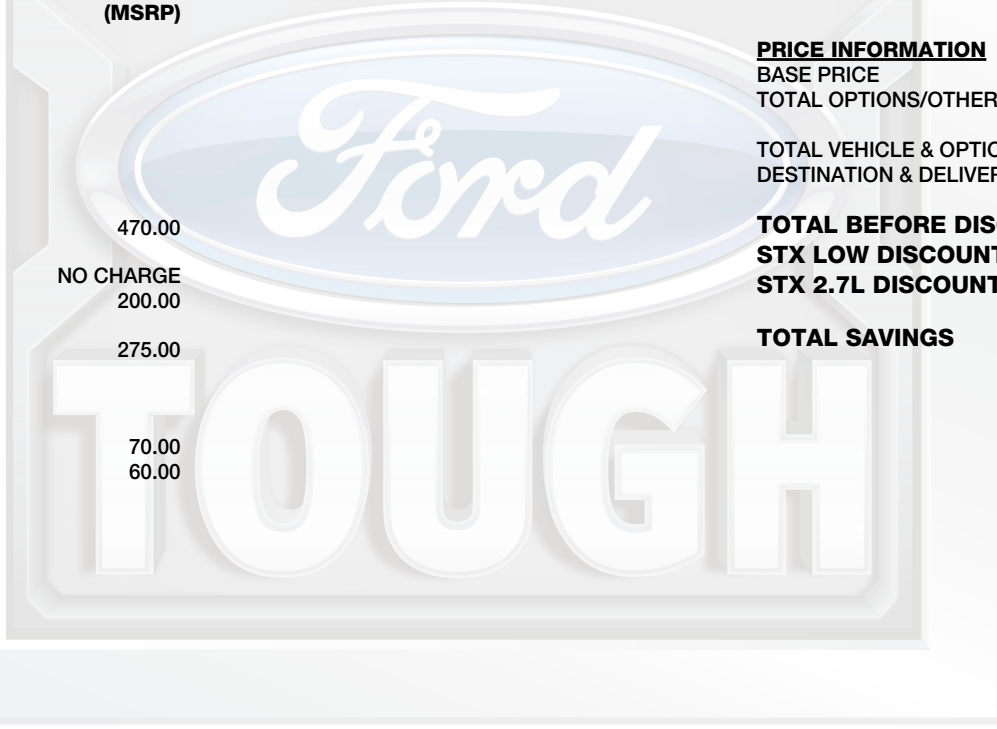 (MSRP)
470.00
NO CHARGE
200.00
275.00
70.00
60.00
PRICE INFORMATION
BASE PRICE
TOTAL OPTIONS/OTHER
TOTAL VEHICLE & OPTIO
DESTINATION & DELIVER
TOTAL BEFORE DIS
STX LOW DISCOUNT
STX 2.7L DISCOUNT
TOTAL SAVINGS
Ford
TOUGH